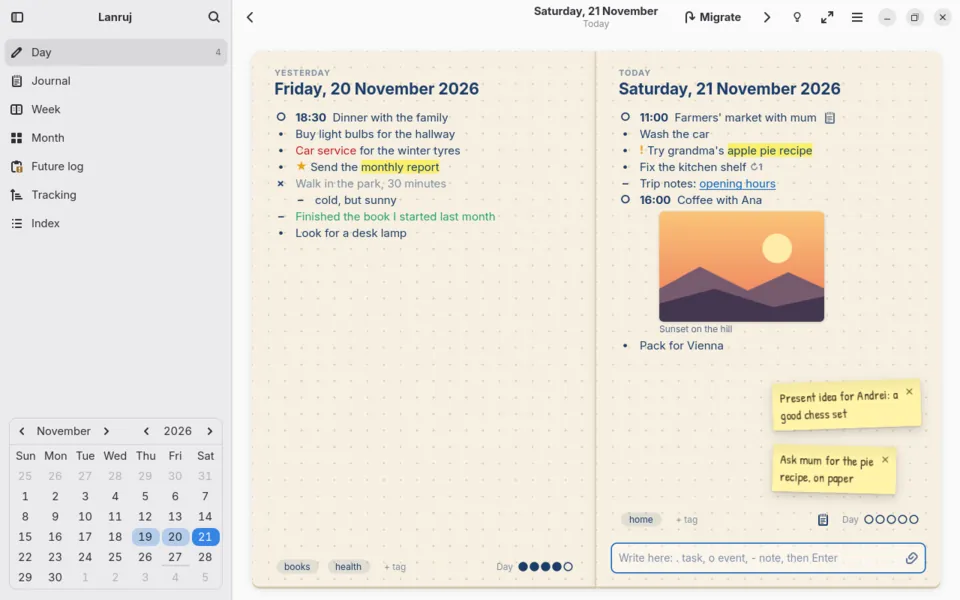 Lanruj
Day
4
Journal
Week
Month
Future log
Tracking
Index
November 2026
Sun Mon Tue Wed Thu Fri Sat
25 26 27 28 29 30 31
1 2 3 4 5 6 7
8 9 10 11 12 13 14
15 16 17 18 19 20 21
22 23 24 25 26 27 28
29 30 1 2 3 4 5
Saturday, 21 November
Today
Migrate
YESTERDAY
Friday, 20 November 2026
18:30 Dinner with the family
• Buy light bulbs for the hallway
• Car service for the winter tyres
• ★ Send the monthly report
× Walk in the park, 30 minutes
– cold, but sunny
– Finished the book I started last month
• Look for a desk lamp
books health + tag
Day
TODAY
Saturday, 21 November 2026
11:00 Farmers' market with mum
• Wash the car
• ! Try grandma's apple pie recipe
• Fix the kitchen shelf ↻1
– Trip notes: opening hours
16:00 Coffee with Ana
Sunset on the hill
• Pack for Vienna
Present idea for Andrei: a
good chess set
Ask mum for the pie
recipe, on paper
home + tag
Day
Write here: . task, o event, - note, then Enter